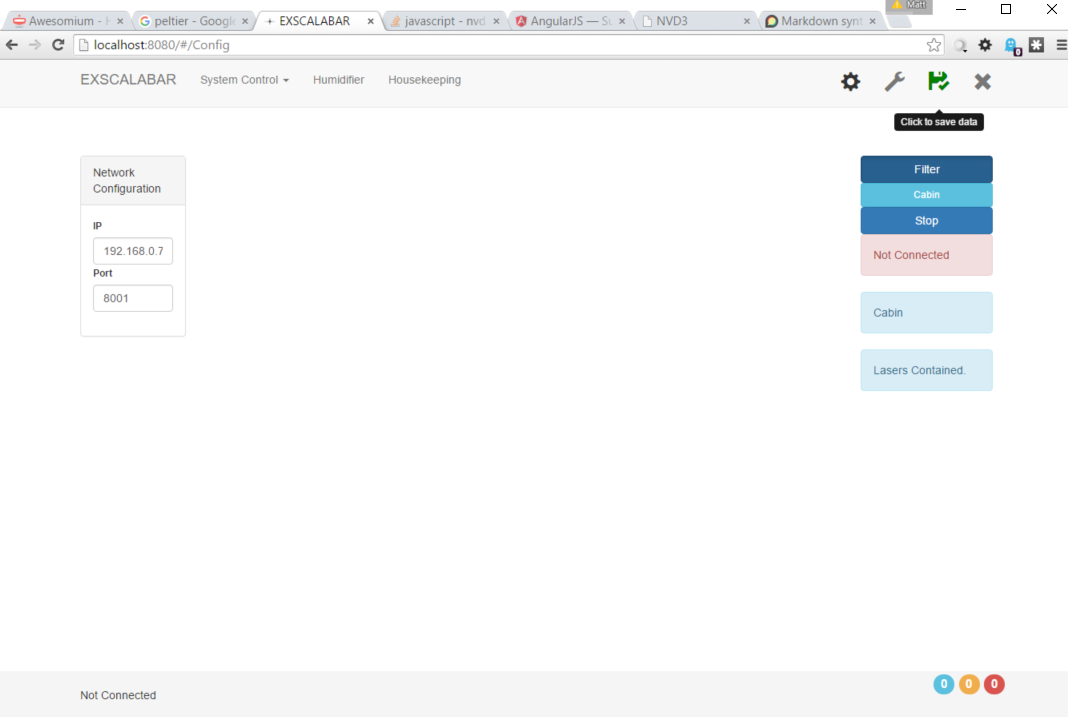 Matt
Awesomium - H
peltier - Google
EXSCALABAR
javascript - nvd
AngularJS — Su
NVD3
Markdown synt
localhost:8080/#/Config
0
EXSCALABAR System Control Humidifier Housekeeping
Click to save data
Network
Configuration
IP
192.168.0.7
Port
8001
Filter
Cabin
Stop
Not Connected
Cabin
Lasers Contained.
Not Connected
0 0 0